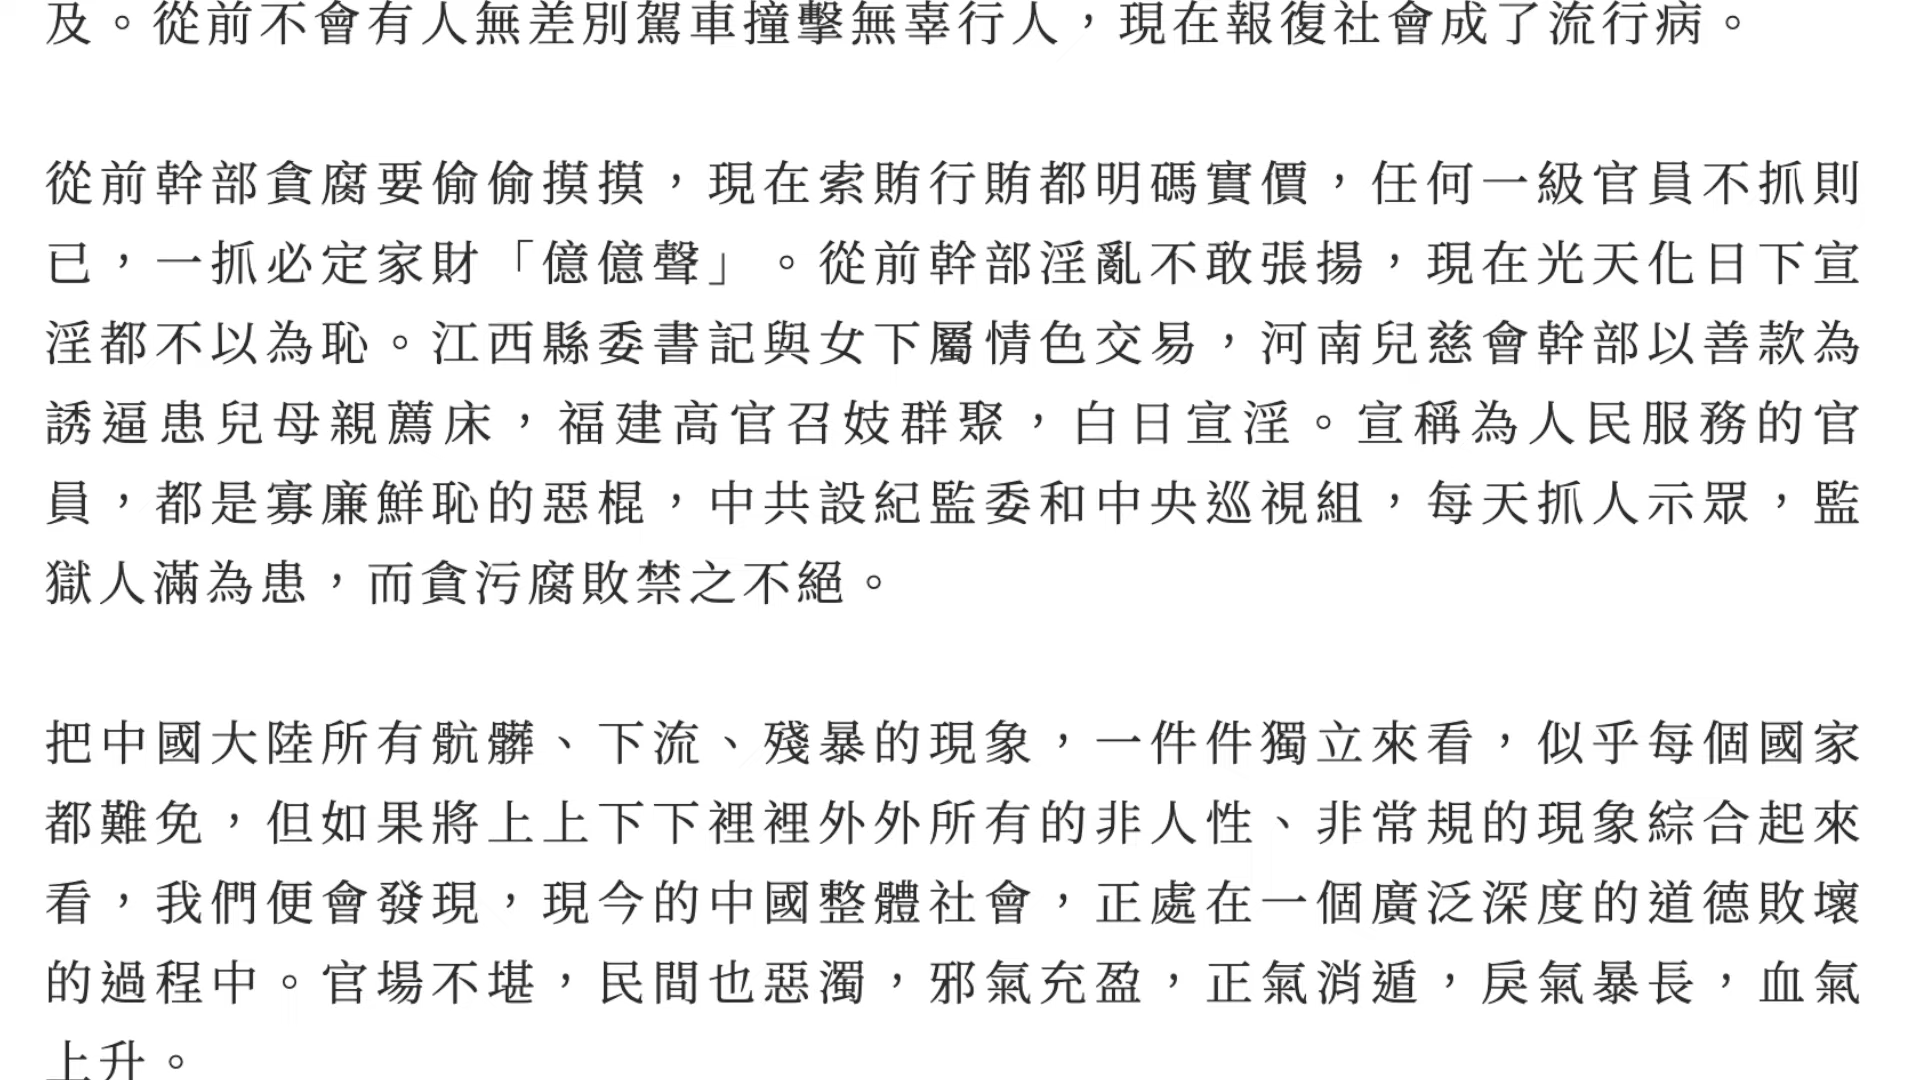 及。從前不會有人無差別駕車撞擊無辜行人，現在報復社會成了流行病。
從前幹部貪腐要偷偷摸摸，現在索賄行賄都明碼實價，任何一級官員不抓則
已，一抓必定家財「億億聲」。從前幹部淫亂不敢張揚，現在光天化日下宣
淫都不以為恥。江西縣委書記與女下屬情色交易，河南兒慈會幹部以善款為
誘逼患兒母親薦床，福建高官召妓群聚，白日宣淫。宣稱為人民服務的官
員，都是寡廉鮮恥的惡棍，中共設紀監委和中央巡視組，每天抓人示眾，監
獄人滿為患，而貪污腐敗禁之不絕。
把中國大陸所有骯髒、下流、殘暴的現象，一件件獨立來看，似乎每個國家
都難免，但如果將上上下下裡裡外外所有的非人性、非常規的現象綜合起來
看，我們便會發現，現今的中國整體社會，正處在一個廣泛深度的道德敗壞
的過程中。官場不堪，民間也惡濁，邪氣充盈，正氣消遁，戾氣暴長，血氣
上升。